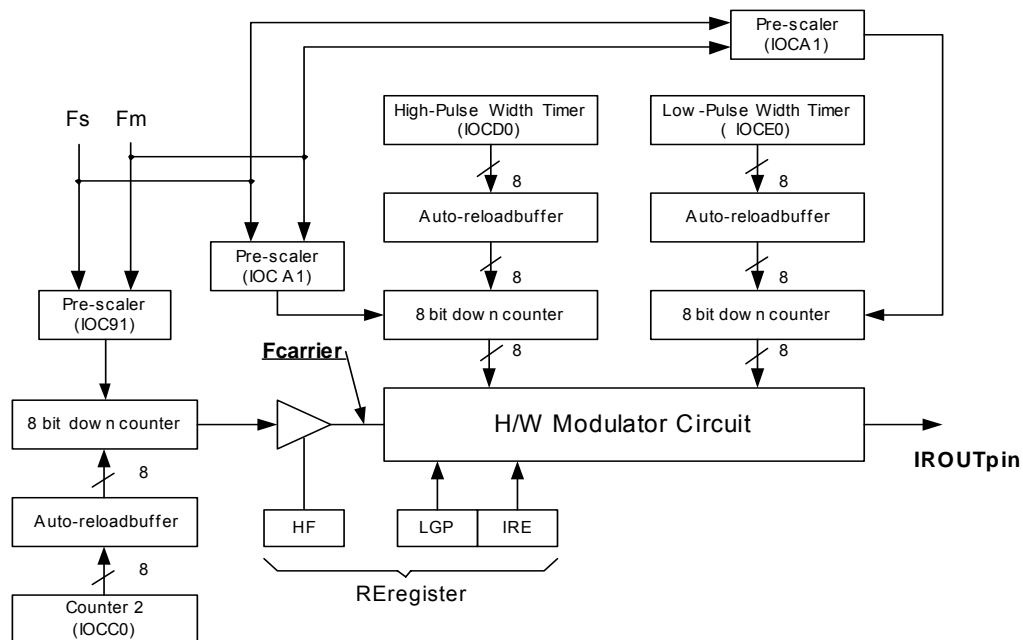 Pre-scaler
(IOCA1)
Fs Fm
High-Pulse Width Timer
(IOCD0)
Low-Pulse Width Timer
( IOCE0)
8
8
Auto-reloadbuffer
Auto-reloadbuffer
Pre-scaler
(IOC A1)
8
8
Pre-scaler
(IOC91)
8 bit dow n counter
8 bit dow n counter
8
8
Fcarrier
8 bit dow n counter
H/W Modulator Circuit
IROUTpin
8
Auto-reloadbuffer
HF
LGP
IRE
8
REregister
Counter 2
(IOCC0)